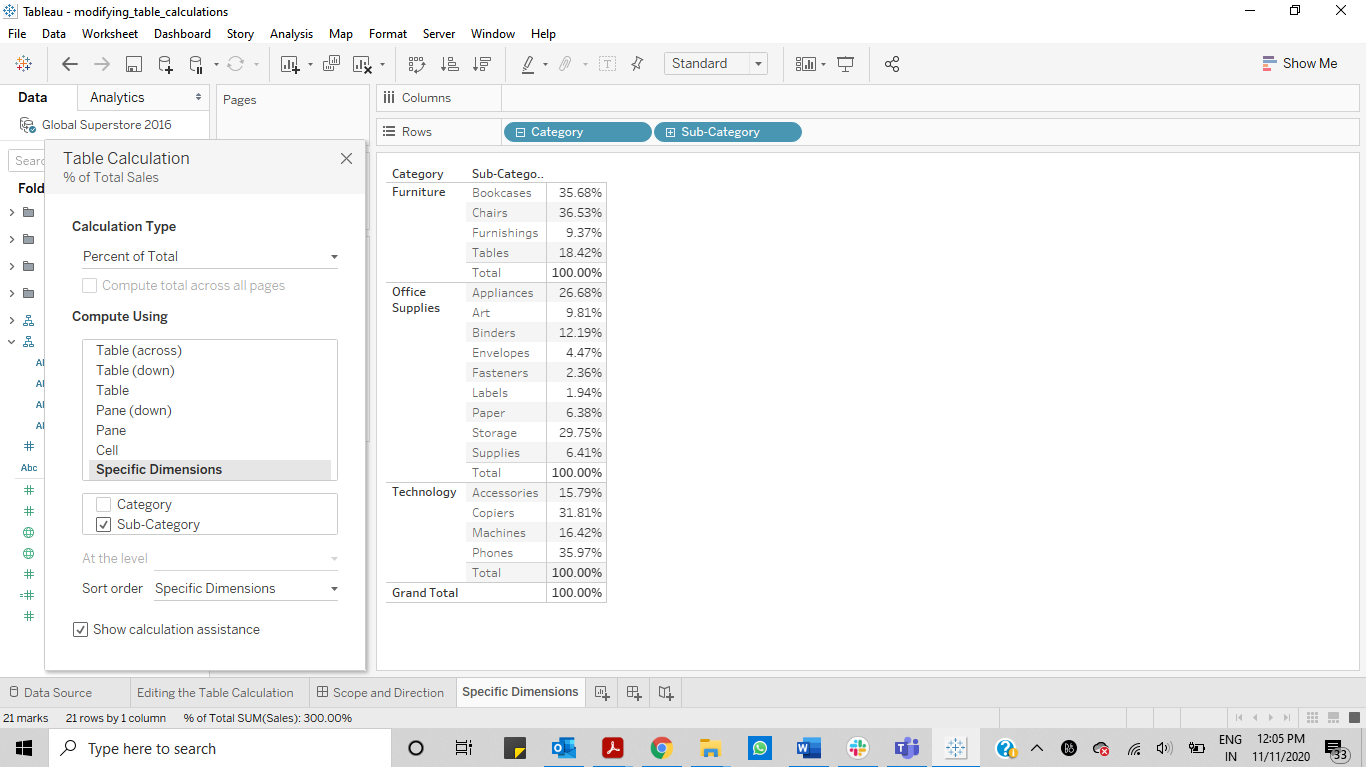 Tableau - modifying_table_calculations
File Data Worksheet Dashboard Story Analysis Map Format Server Window Help
Standard
Show Me
Data
Analytics
Pages
Columns
Global Superstore 2016
Rows
Category
Sub-Category
Table Calculation
% of Total Sales
Calculation Type
Percent of Total
Compute total across all pages
Compute Using
Table (across)
Table (down)
Table
Pane (down)
Pane
Cell
Specific Dimensions
Category
Sub-Category
At the level
Sort order Specific Dimensions
Show calculation assistance
Abc
Category Sub-Catego..
Furniture Bookcases 35.68%
Chairs 36.53%
Furnishings 9.37%
Tables 18.42%
Total 100.00%
Office Supplies Appliances 26.68%
Art 9.81%
Binders 12.19%
Envelopes 4.47%
Fasteners 2.36%
Labels 1.94%
Paper 6.38%
Storage 29.75%
Supplies 6.41%
Total 100.00%
Technology Accessories 15.79%
Copiers 31.81%
Machines 16.42%
Phones 35.97%
Total 100.00%
Grand Total 100.00%
Data Source
Editing the Table Calculation
Scope and Direction
Specific Dimensions
21 marks 21 rows by 1 column % of Total SUM(Sales): 300.00%
Type here to search
ENG
IN
12:05 PM
11/11/2020
33